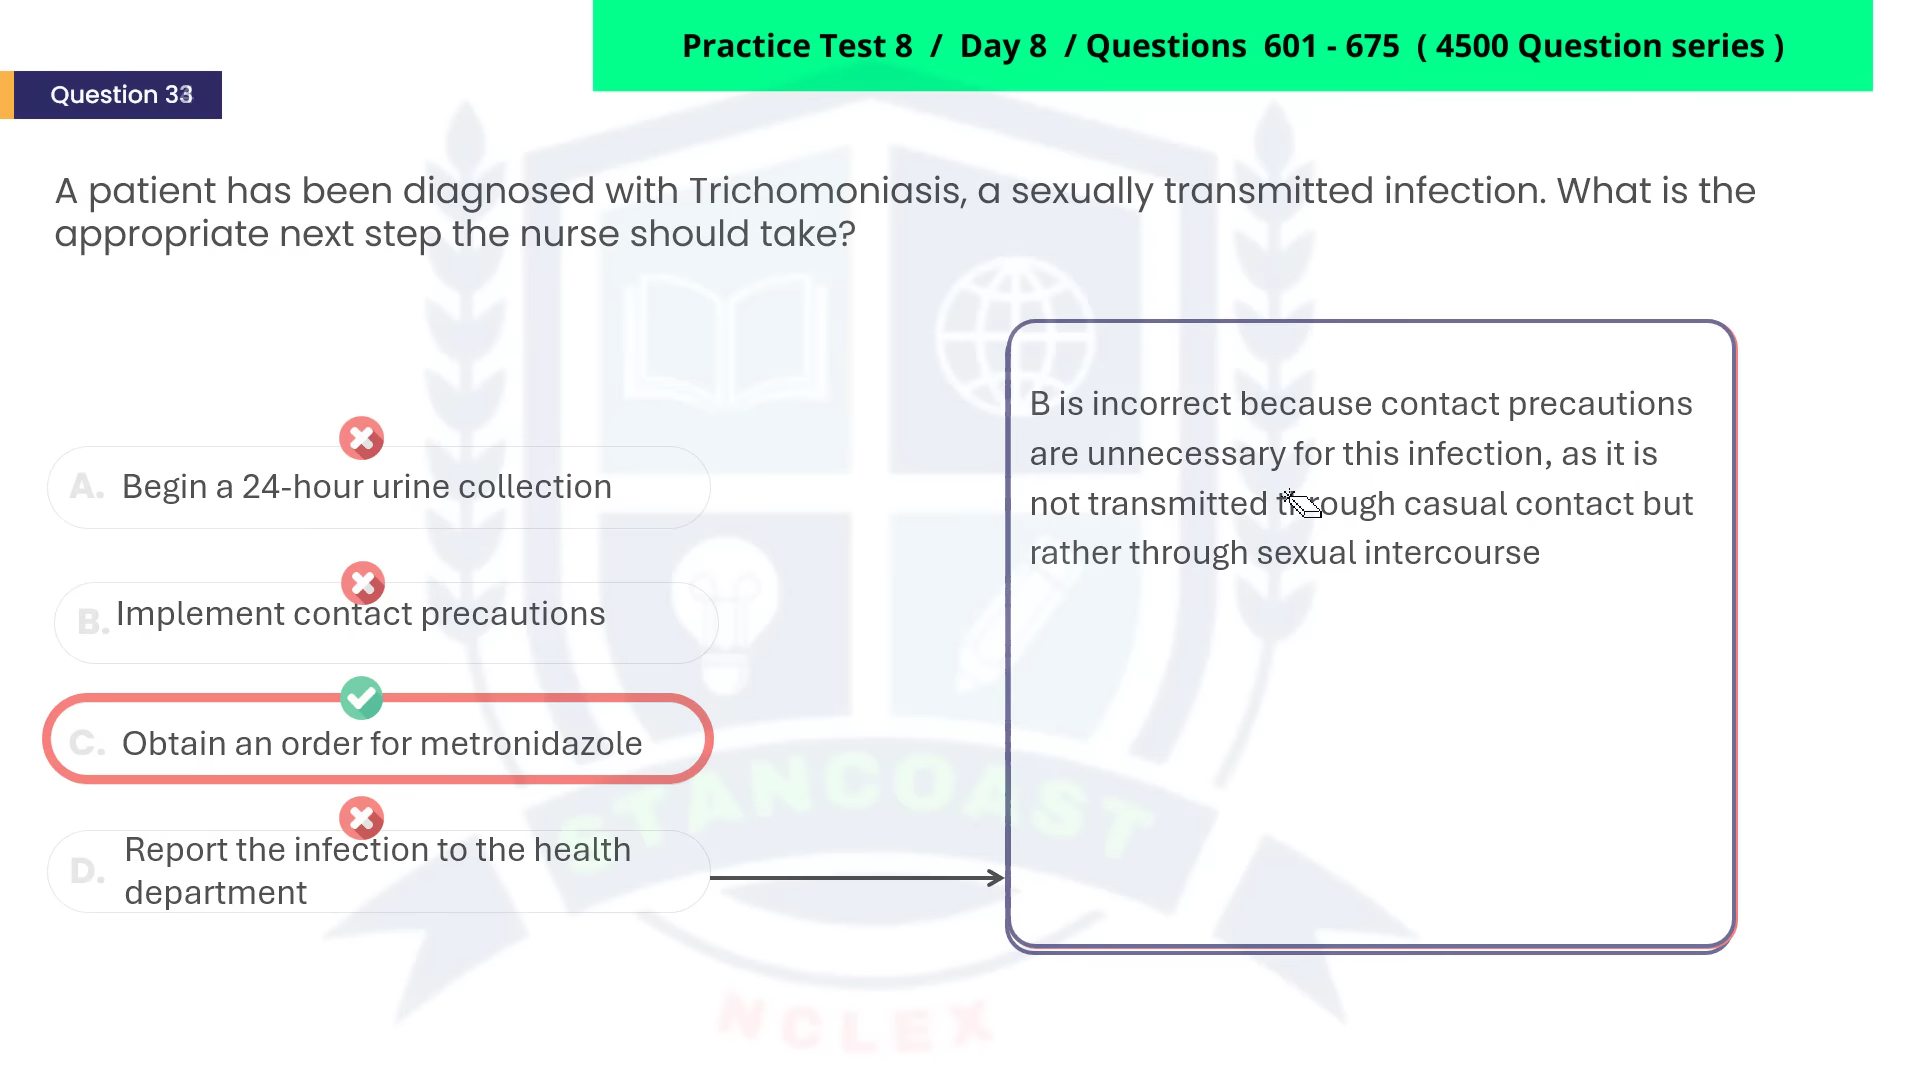 Practice Test 8 / Day 8 / Questions 601 - 675 ( 4500 Question series )
Question 33
A patient has been diagnosed with Trichomoniasis, a sexually transmitted infection. What is the
appropriate next step the nurse should take?
A. Begin a 24-hour urine collection
B. Implement contact precautions
C. Obtain an order for metronidazole
D. Report the infection to the health
department
B is incorrect because contact precautions
are unnecessary for this infection, as it is
not transmitted through casual contact but
rather through sexual intercourse
STANCOAST
NCLEX